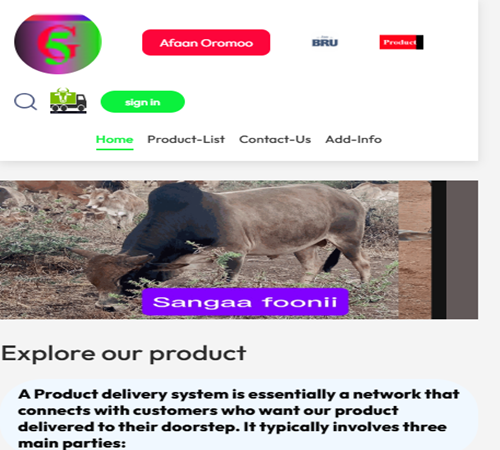 G5
Afaan Oromoo
BRU
Product
sign in
Home Product-List Contact-Us Add-Info
Sangaa foonii
Explore our product
A Product delivery system is essentially a network that
connects with customers who want our product
delivered to their doorstep. It typically involves three
main parties: